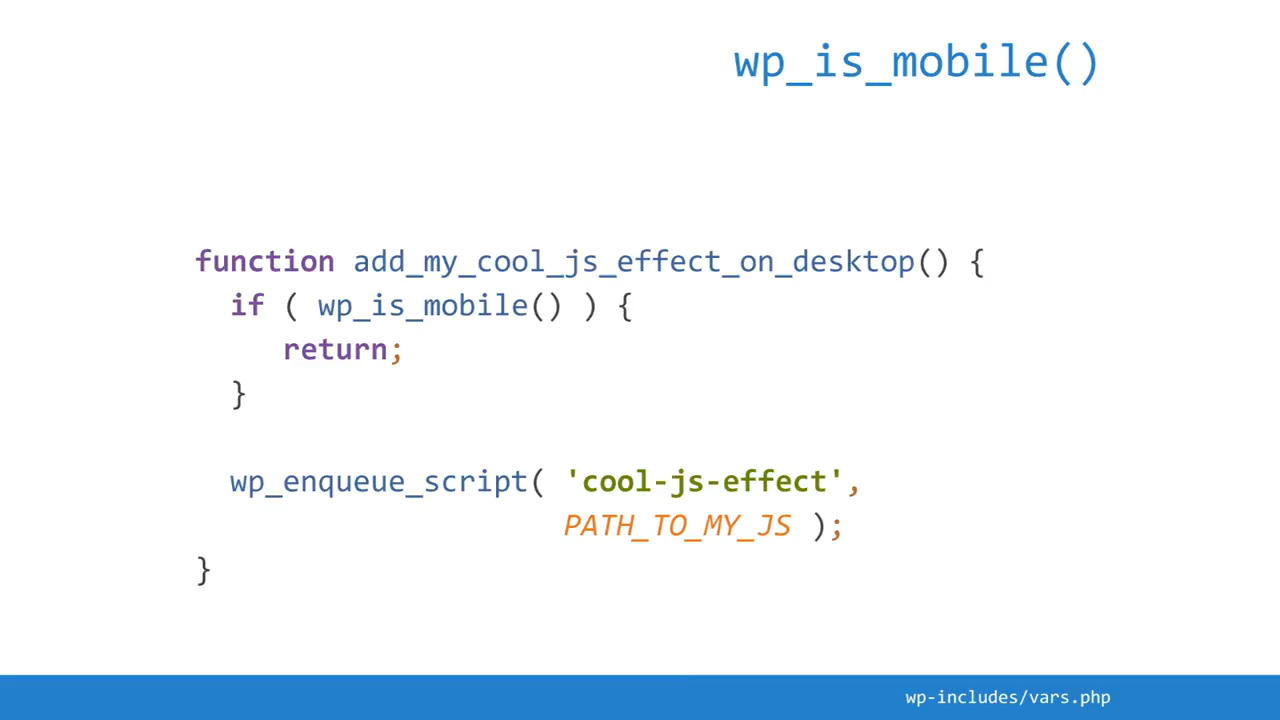 wp_is_mobile()
function add_my_cool_js_effect_on_desktop() {
if ( wp_is_mobile() ) {
return;
}
wp_enqueue_script( 'cool-js-effect',
PATH_TO_MY_JS );
}
wp-includes/vars.php